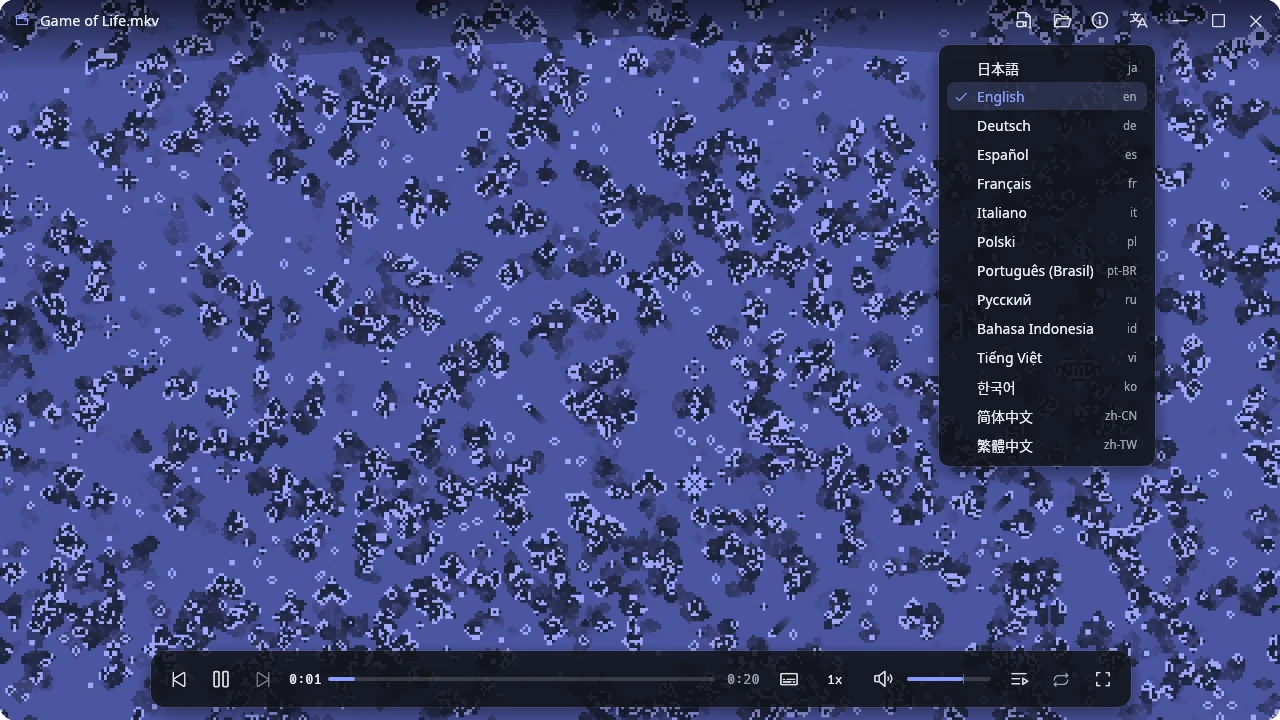 Game of Life.mkv
日本語 ja
English en
Deutsch de
Español es
Français fr
Italiano it
Polski pl
Português (Brasil) pt-BR
Русский ru
Bahasa Indonesia id
Tiếng Việt vi
한국어 ko
简体中文 zh-CN
繁體中文 zh-TW
0:01 0:20 1x